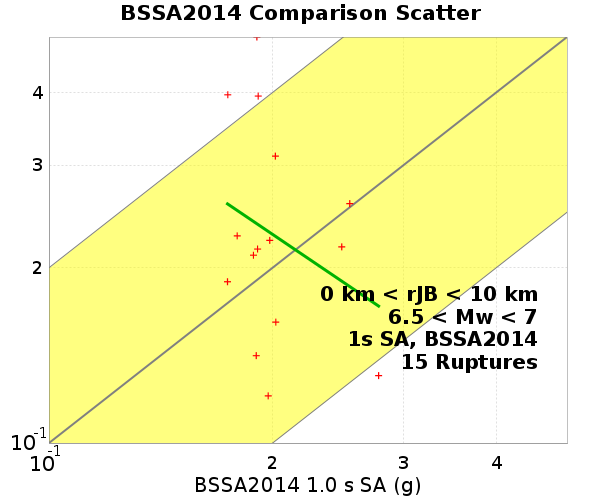 BSSA2014 Comparison Scatter
4
3
2
10-1
0 km < rJB < 10 km
6.5 < Mw < 7
1s SA, BSSA2014
15 Ruptures
10-1
2
3
4
BSSA2014 1.0 s SA (g)